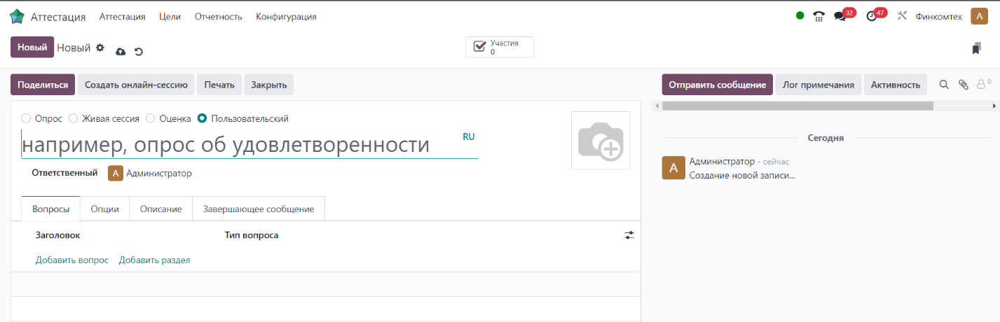 Аттестация Аттестация Цели Отчетность Конфигурация 32 47 Финкомтех A
Новый Новый Участия
0
Поделиться Создать онлайн-сессию Печать Закрыть Отправить сообщение Лог примечания Активность 0
Опрос Живая сессия Оценка Пользовательский
например, опрос об удовлетворенности RU
Ответственный A Администратор
Сегодня
A Администратор - сейчас
Создание новой записи...
Вопросы Опции Описание Завершающее сообщение
Заголовок Тип вопроса
Добавить вопрос Добавить раздел